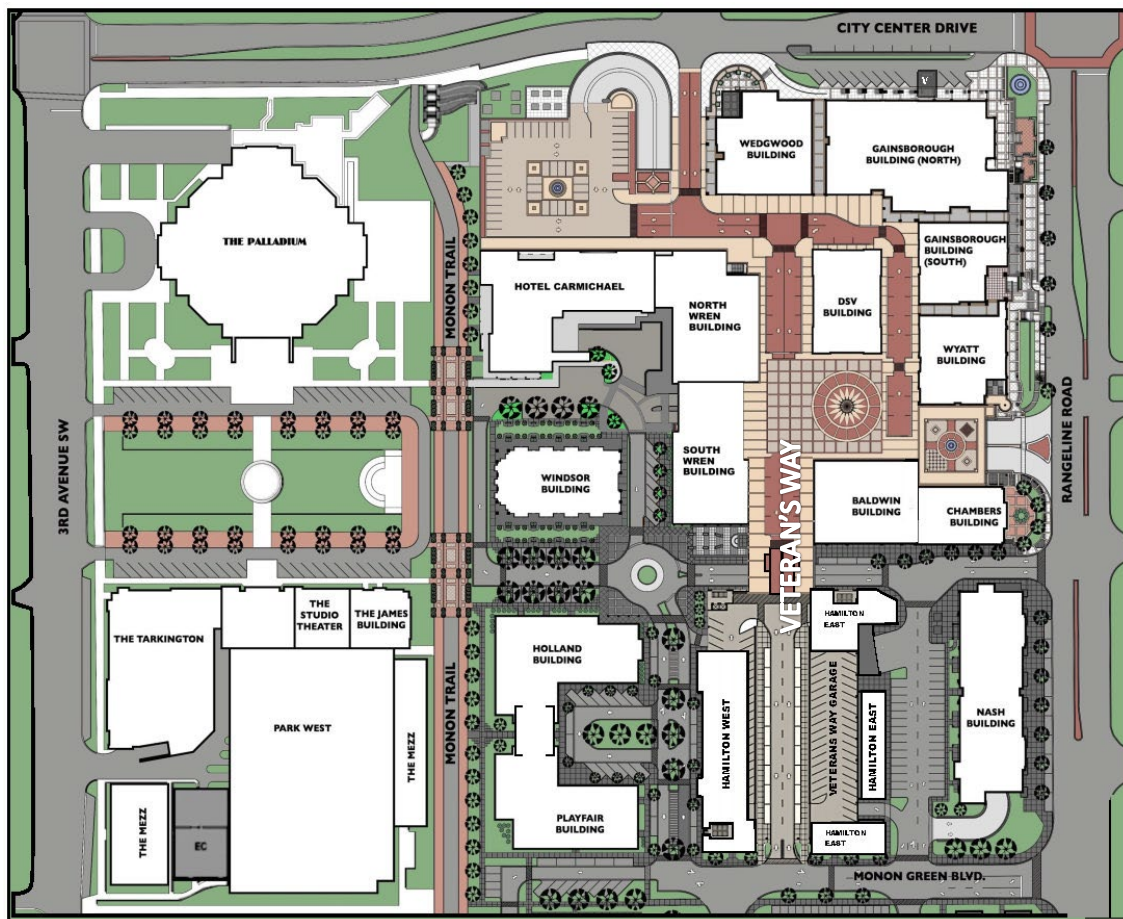 CITY CENTER DRIVE
V
WEDGWOOD
BUILDING
GAINSBOROUGH
BUILDING (NORTH)
THE PALLADIUM
MONON TRAIL
HOTEL CARMICHAEL
NORTH
WREN
BUILDING
DSV
BUILDING
GAINSBOROUGH
BUILDING
(SOUTH)
WYATT
BUILDING
3RD AVENUE SW
RANGELINE ROAD
WINDSOR
BUILDING
SOUTH
WREN
BUILDING
VETERAN'S WAY
BALDWIN
BUILDING
CHAMBERS
BUILDING
THE TARKINGTON
THE
STUDIO
THEATER
THE JAMES
BUILDING
PARK WEST
THE MEZZ
MONON TRAIL
HOLLAND
BUILDING
HAMILTON
EAST
HAMILTON WEST
VETERANS WAY GARAGE
HAMILTON EAST
NASH
BUILDING
THE MEZZ
EC
PLAYFAIR
BUILDING
HAMILTON
EAST
MONON GREEN BLVD.